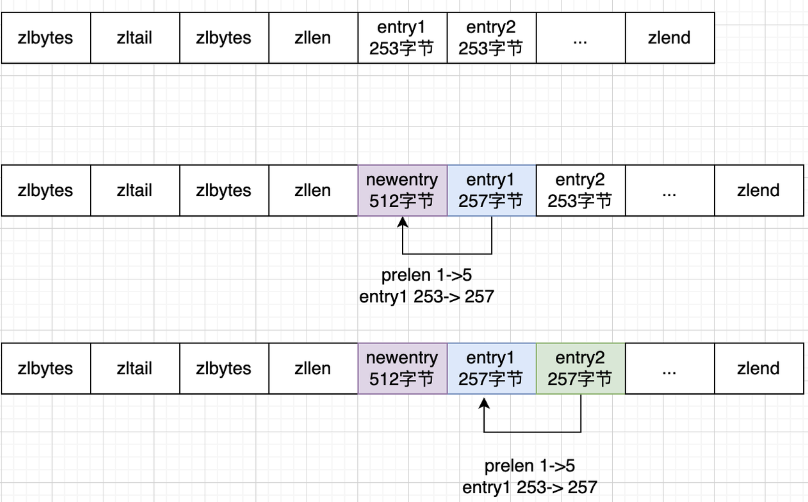 zlbytes zltail zlbytes zllen entry1 entry2 ... zlend
253字节 253字节
zlbytes zltail zlbytes zllen newentry entry1 entry2 ... zlend
512字节 257字节 253字节
prelen 1->5
entry1 253-> 257
zlbytes zltail zlbytes zllen newentry entry1 entry2 ... zlend
512字节 257字节 257字节
prelen 1->5
entry1 253-> 257